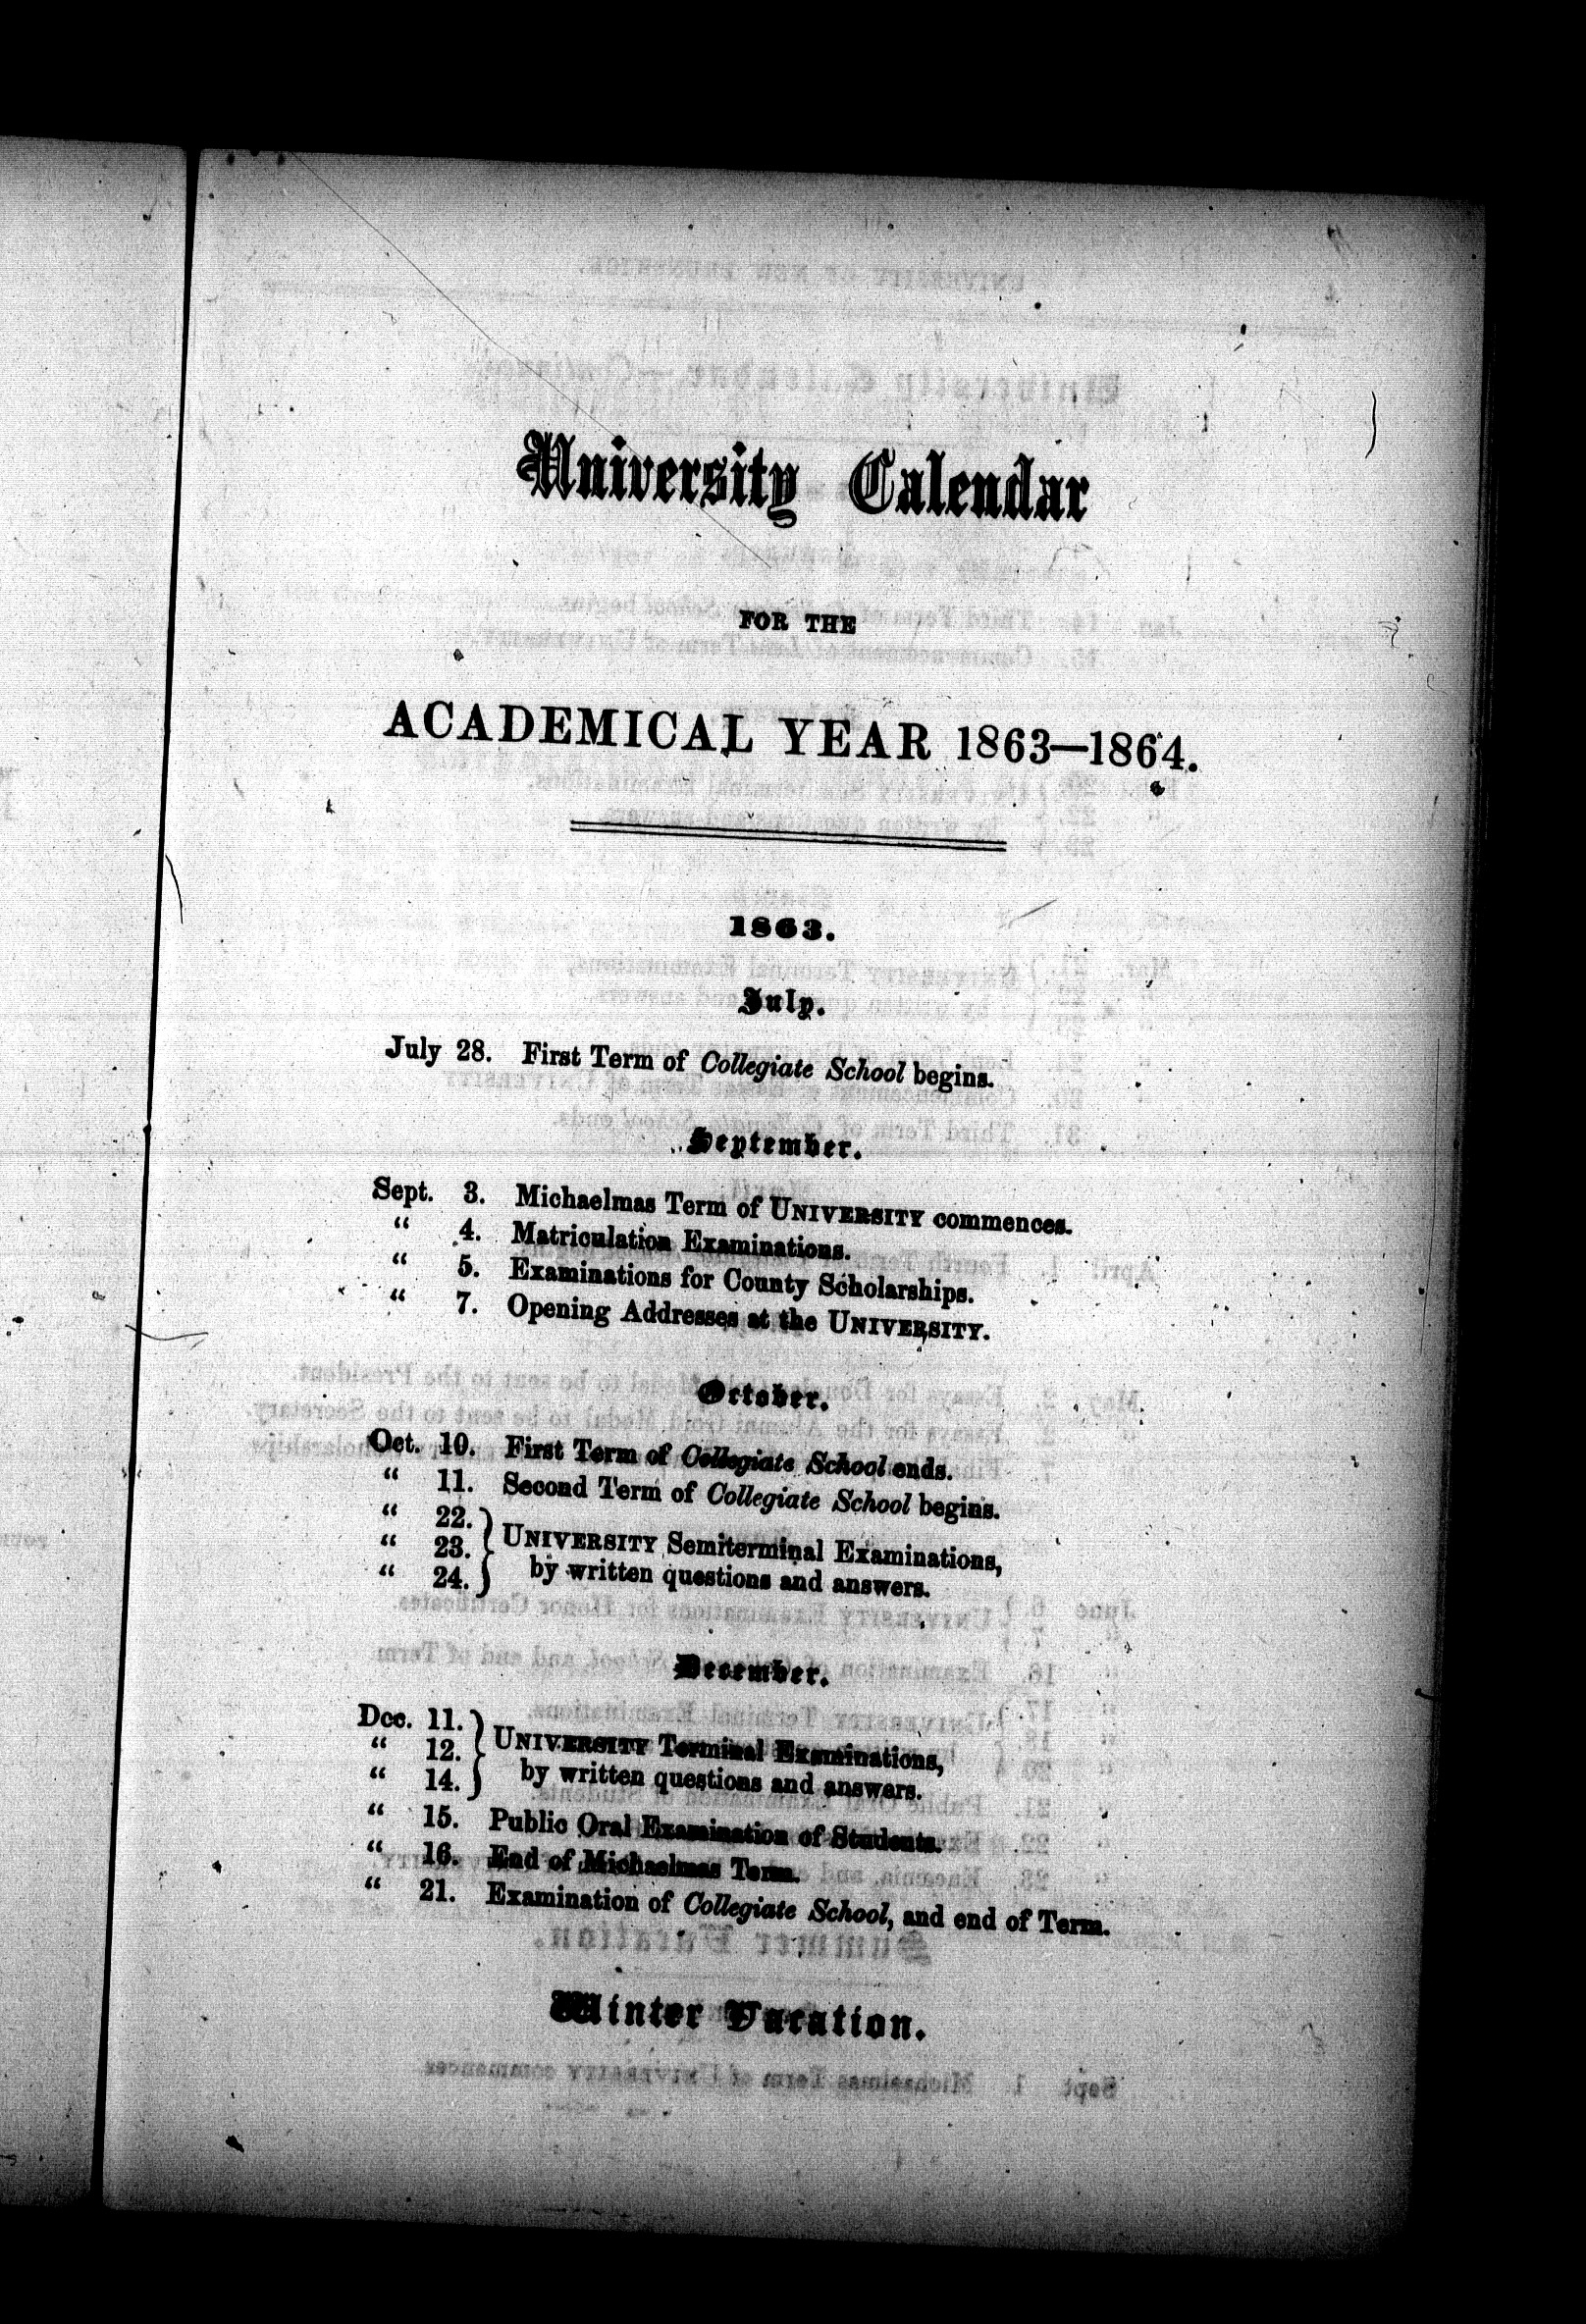 University Calendar
FOR THE
ACADEMICAL YEAR 1863—1864.
1863.
July.
July 28. First Term of Collegiate School begins.
September.
Sept. 3. Michaelmas Term of UNIVERSITY commences.
“ 4. Matriculation Examinations.
“ 5. Examinations for County Scholarships.
“ 7. Opening Addresses at the UNIVERSITY.
October.
Oct. 10. First Term of Collegiate School ends.
“ 11. Second Term of Collegiate School begins.
“ 22.
“ 23. } UNIVERSITY Semiterminal Examinations,
“ 24. by written questions and answers.
December.
Dec. 11.
“ 12. } UNIVERSITY Terminal Examinations,
“ 14. by written questions and answers.
“ 15. Public Oral Examination of Students.
“ 16. End of Michaelmas Term.
“ 21. Examination of Collegiate School, and end of Term.
Winter Vacation.